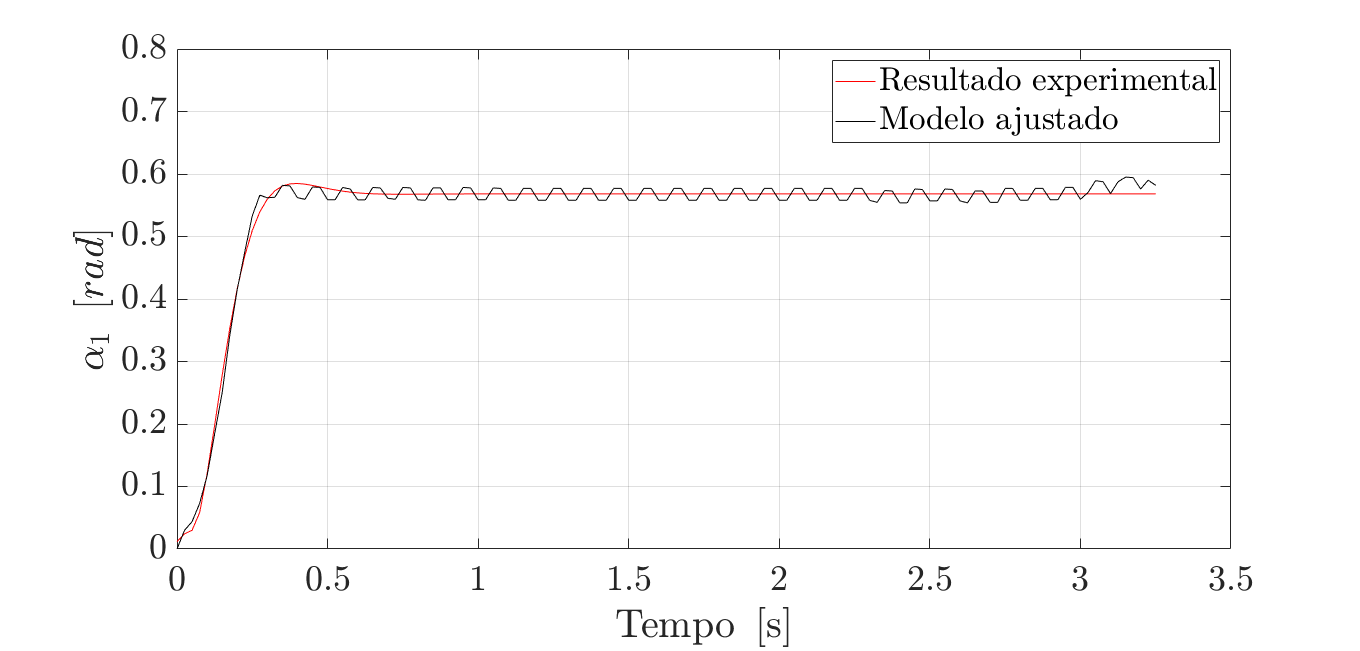 0.8
0.7
0.6
0.5
0.4
0.3
0.2
0.1
0
α₁ [rad]
Resultado experimental
Modelo ajustado
0 0.5 1 1.5 2 2.5 3 3.5
Tempo [s]